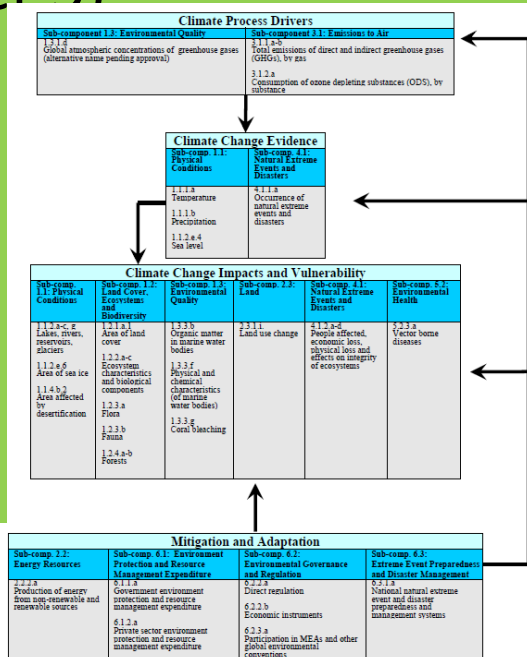 Climate Process Drivers
Sub-component 1.3: Environmental Quality
1.3.1.d
Global atmospheric concentrations of greenhouse gases
(alternative name pending approval)
Sub-component 3.1: Emissions to Air
3.1.1.a-b
Total emissions of direct and indirect greenhouse gases
(GHGs), by gas
3.1.2.a
Consumption of ozone depleting substances (ODS), by
substance
Climate Change Evidence
Sub-comp. 1.1:
Physical
Conditions
1.1.1.a
Temperature
1.1.1.b
Precipitation
1.1.2.e.4
Sea level
Sub-comp. 4.1:
Natural Extreme
Events and
Disasters
4.1.1.a
Occurrence of
natural extreme
events and
disasters
Climate Change Impacts and Vulnerability
Sub-comp.
1.1: Physical
Conditions
1.1.2.a-c, g
Lakes, rivers,
reservoirs,
glaciers
1.1.2.e.6
Area of sea ice
1.1.4.b.2
Area affected
by
desertification
Sub-comp. 1.2:
Land Cover,
Ecosystems
and
Biodiversity
1.2.1.a.1
Area of land
cover
1.2.2.a-c
Ecosystem
characteristics
and biological
components
1.2.3.a
Flora
1.2.3.b
Fauna
1.2.4.a-b
Forests
Sub-comp. 1.3:
Environmental
Quality
1.3.3.b
Organic matter
in marine water
bodies
1.3.3.f
Physical and
chemical
characteristics
(of marine
water bodies)
1.3.3.g
Coral bleaching
Sub-comp. 2.3:
Land
2.3.1.i.
Land use change
Sub-comp. 4.1:
Natural Extreme
Events and
Disasters
4.1.2.a-d
People affected,
economic loss,
physical loss and
effects on integrity
of ecosystems
Sub-comp. 5.2:
Environmental
Health
5.2.3.a
Vector borne
diseases
Mitigation and Adaptation
Sub-comp. 2.2:
Energy Resources
2.2.2.a
Production of energy
from non-renewable and
renewable sources
Sub-comp. 6.1: Environment
Protection and Resource
Management Expenditure
6.1.1.a
Government environment
protection and resource
management expenditure
6.1.2.a
Private sector environment
protection and resource
management expenditure
Sub-comp. 6.2:
Environmental Governance
and Regulation
6.2.2.a
Direct regulation
6.2.2.b
Economic instruments
6.2.3.a
Participation in MEAs and other
global environmental
conventions
Sub-comp. 6.3:
Extreme Event Preparedness
and Disaster Management
6.3.1.a
National natural extreme
event and disaster
preparedness and
management systems